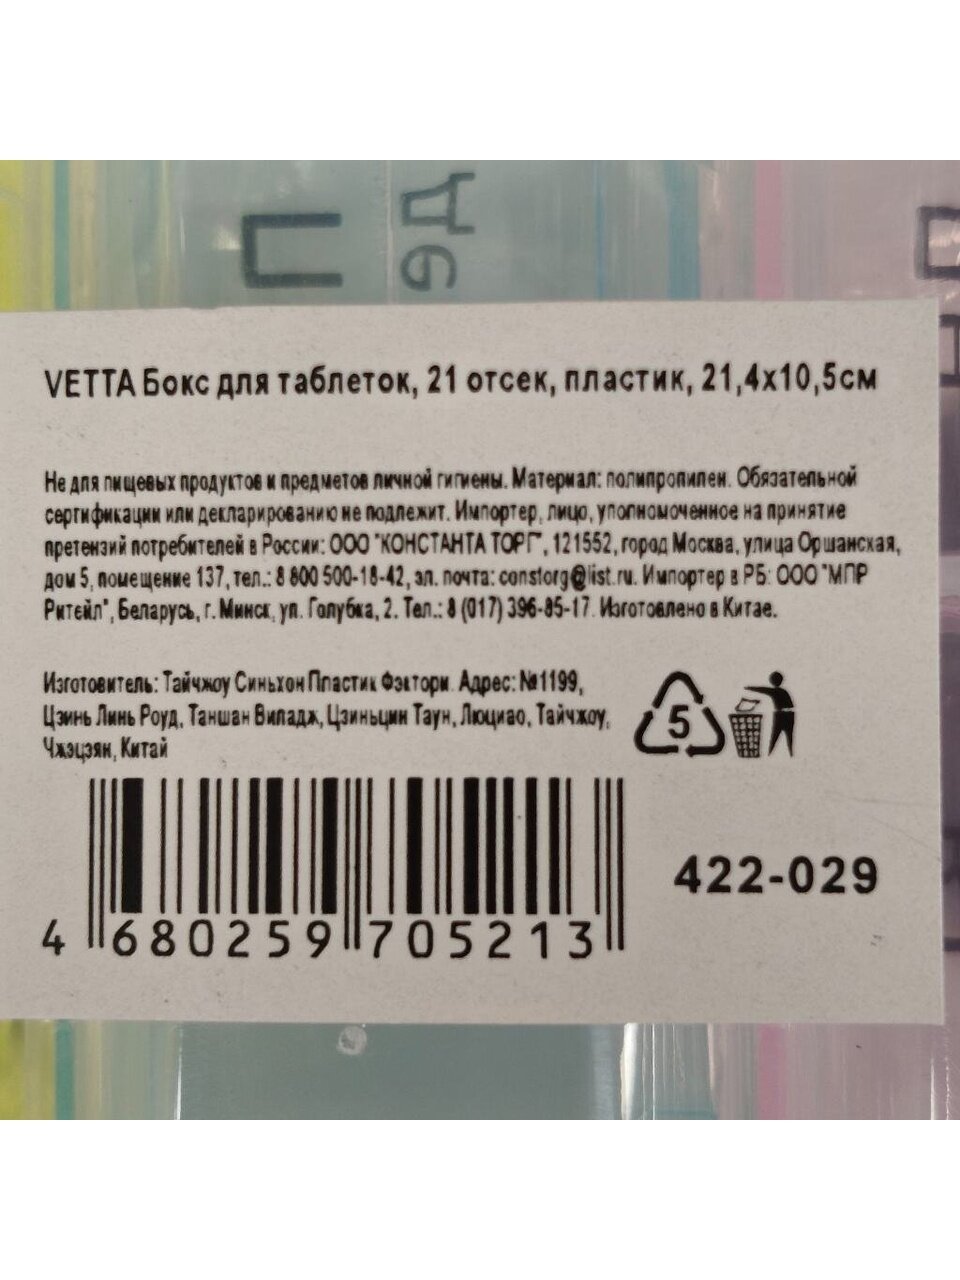 П
эд
VETTA Бокс для таблеток, 21 отсек, пластик, 21,4х10,5см
Не для пищевых продуктов и предметов личной гигиены. Материал: полипропилен. Обязательной
сертификации или декларированию не подлежит. Импортер, лицо, уполномоченное на принятие
претензий потребителей в России: ООО "КОНСТАНТА ТОРГ", 121552, город Москва, улица Оршанская,
дом 5, помещение 137, тел.: 8 800 500-18-42, эл. почта: constorg@list.ru. Импортер в РБ: ООО "МПР
Ритейл", Беларусь, г. Минск, ул. Голубка, 2. Тел.: 8 (017) 396-85-17. Изготовлено в Китае.
Изготовитель: Тайчжоу Синьхон Пластик Фэктори. Адрес: №1199,
Цзинь Линь Роуд, Таншан Виладж, Цзиньцин Таун, Люциао, Тайчжоу,
Чжэцзян, Китай
5
422-029
4 680259 705213